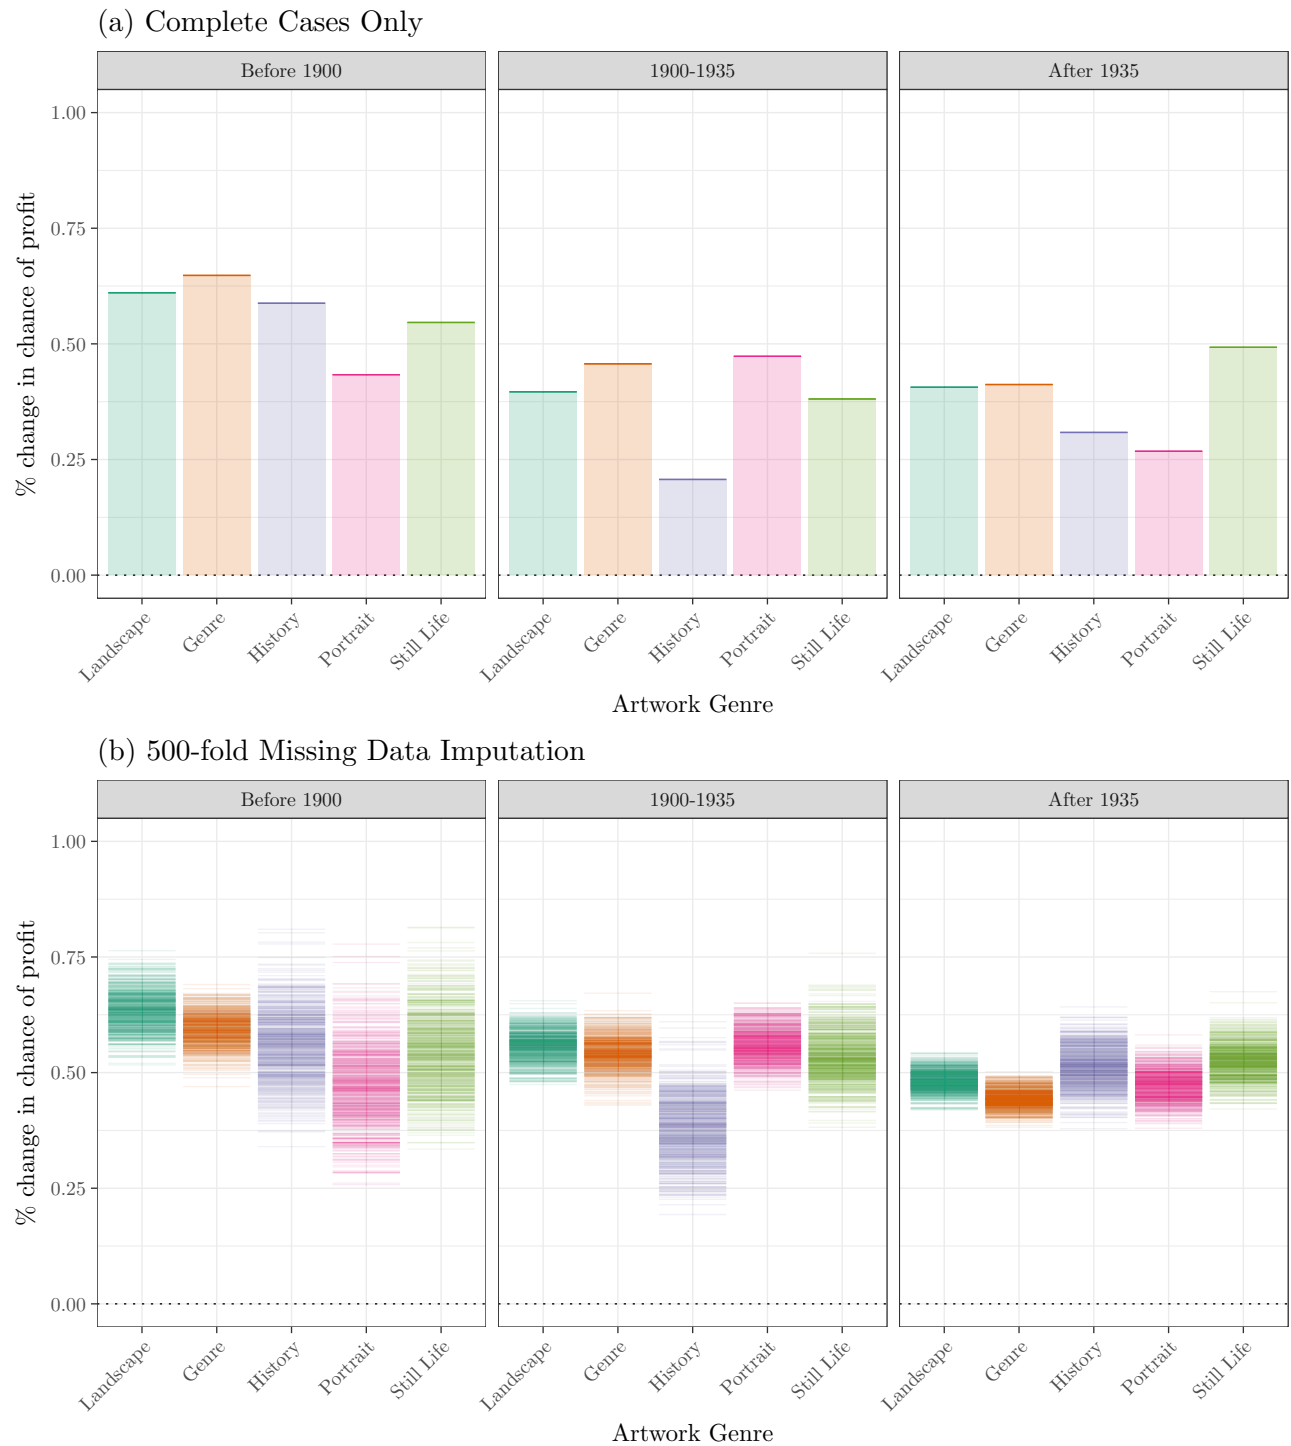 (a) Complete Cases Only
Before 1900
1900-1935
After 1935
% change in chance of profit
1.00
0.75
0.50
0.25
0.00
Landscape
Genre
History
Portrait
Still Life
Landscape
Genre
History
Portrait
Still Life
Landscape
Genre
History
Portrait
Still Life
Artwork Genre
(b) 500-fold Missing Data Imputation
Before 1900
1900-1935
After 1935
% change in chance of profit
1.00
0.75
0.50
0.25
0.00
Landscape
Genre
History
Portrait
Still Life
Landscape
Genre
History
Portrait
Still Life
Landscape
Genre
History
Portrait
Still Life
Artwork Genre